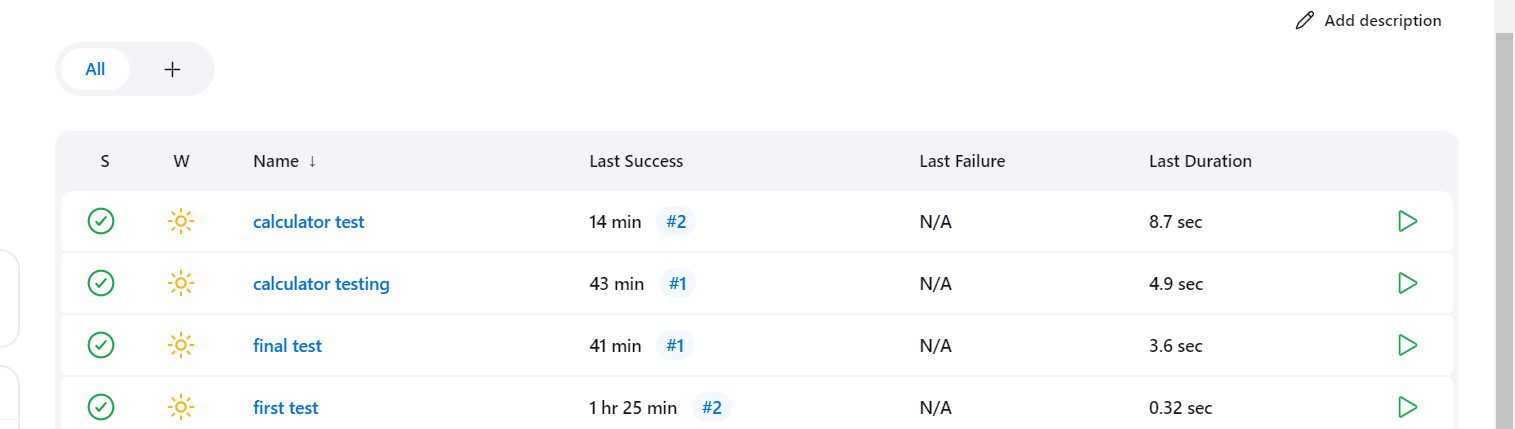 Add description
All +
S W Name ↓ Last Success Last Failure Last Duration
calculator test 14 min #2 N/A 8.7 sec
calculator testing 43 min #1 N/A 4.9 sec
final test 41 min #1 N/A 3.6 sec
first test 1 hr 25 min #2 N/A 0.32 sec